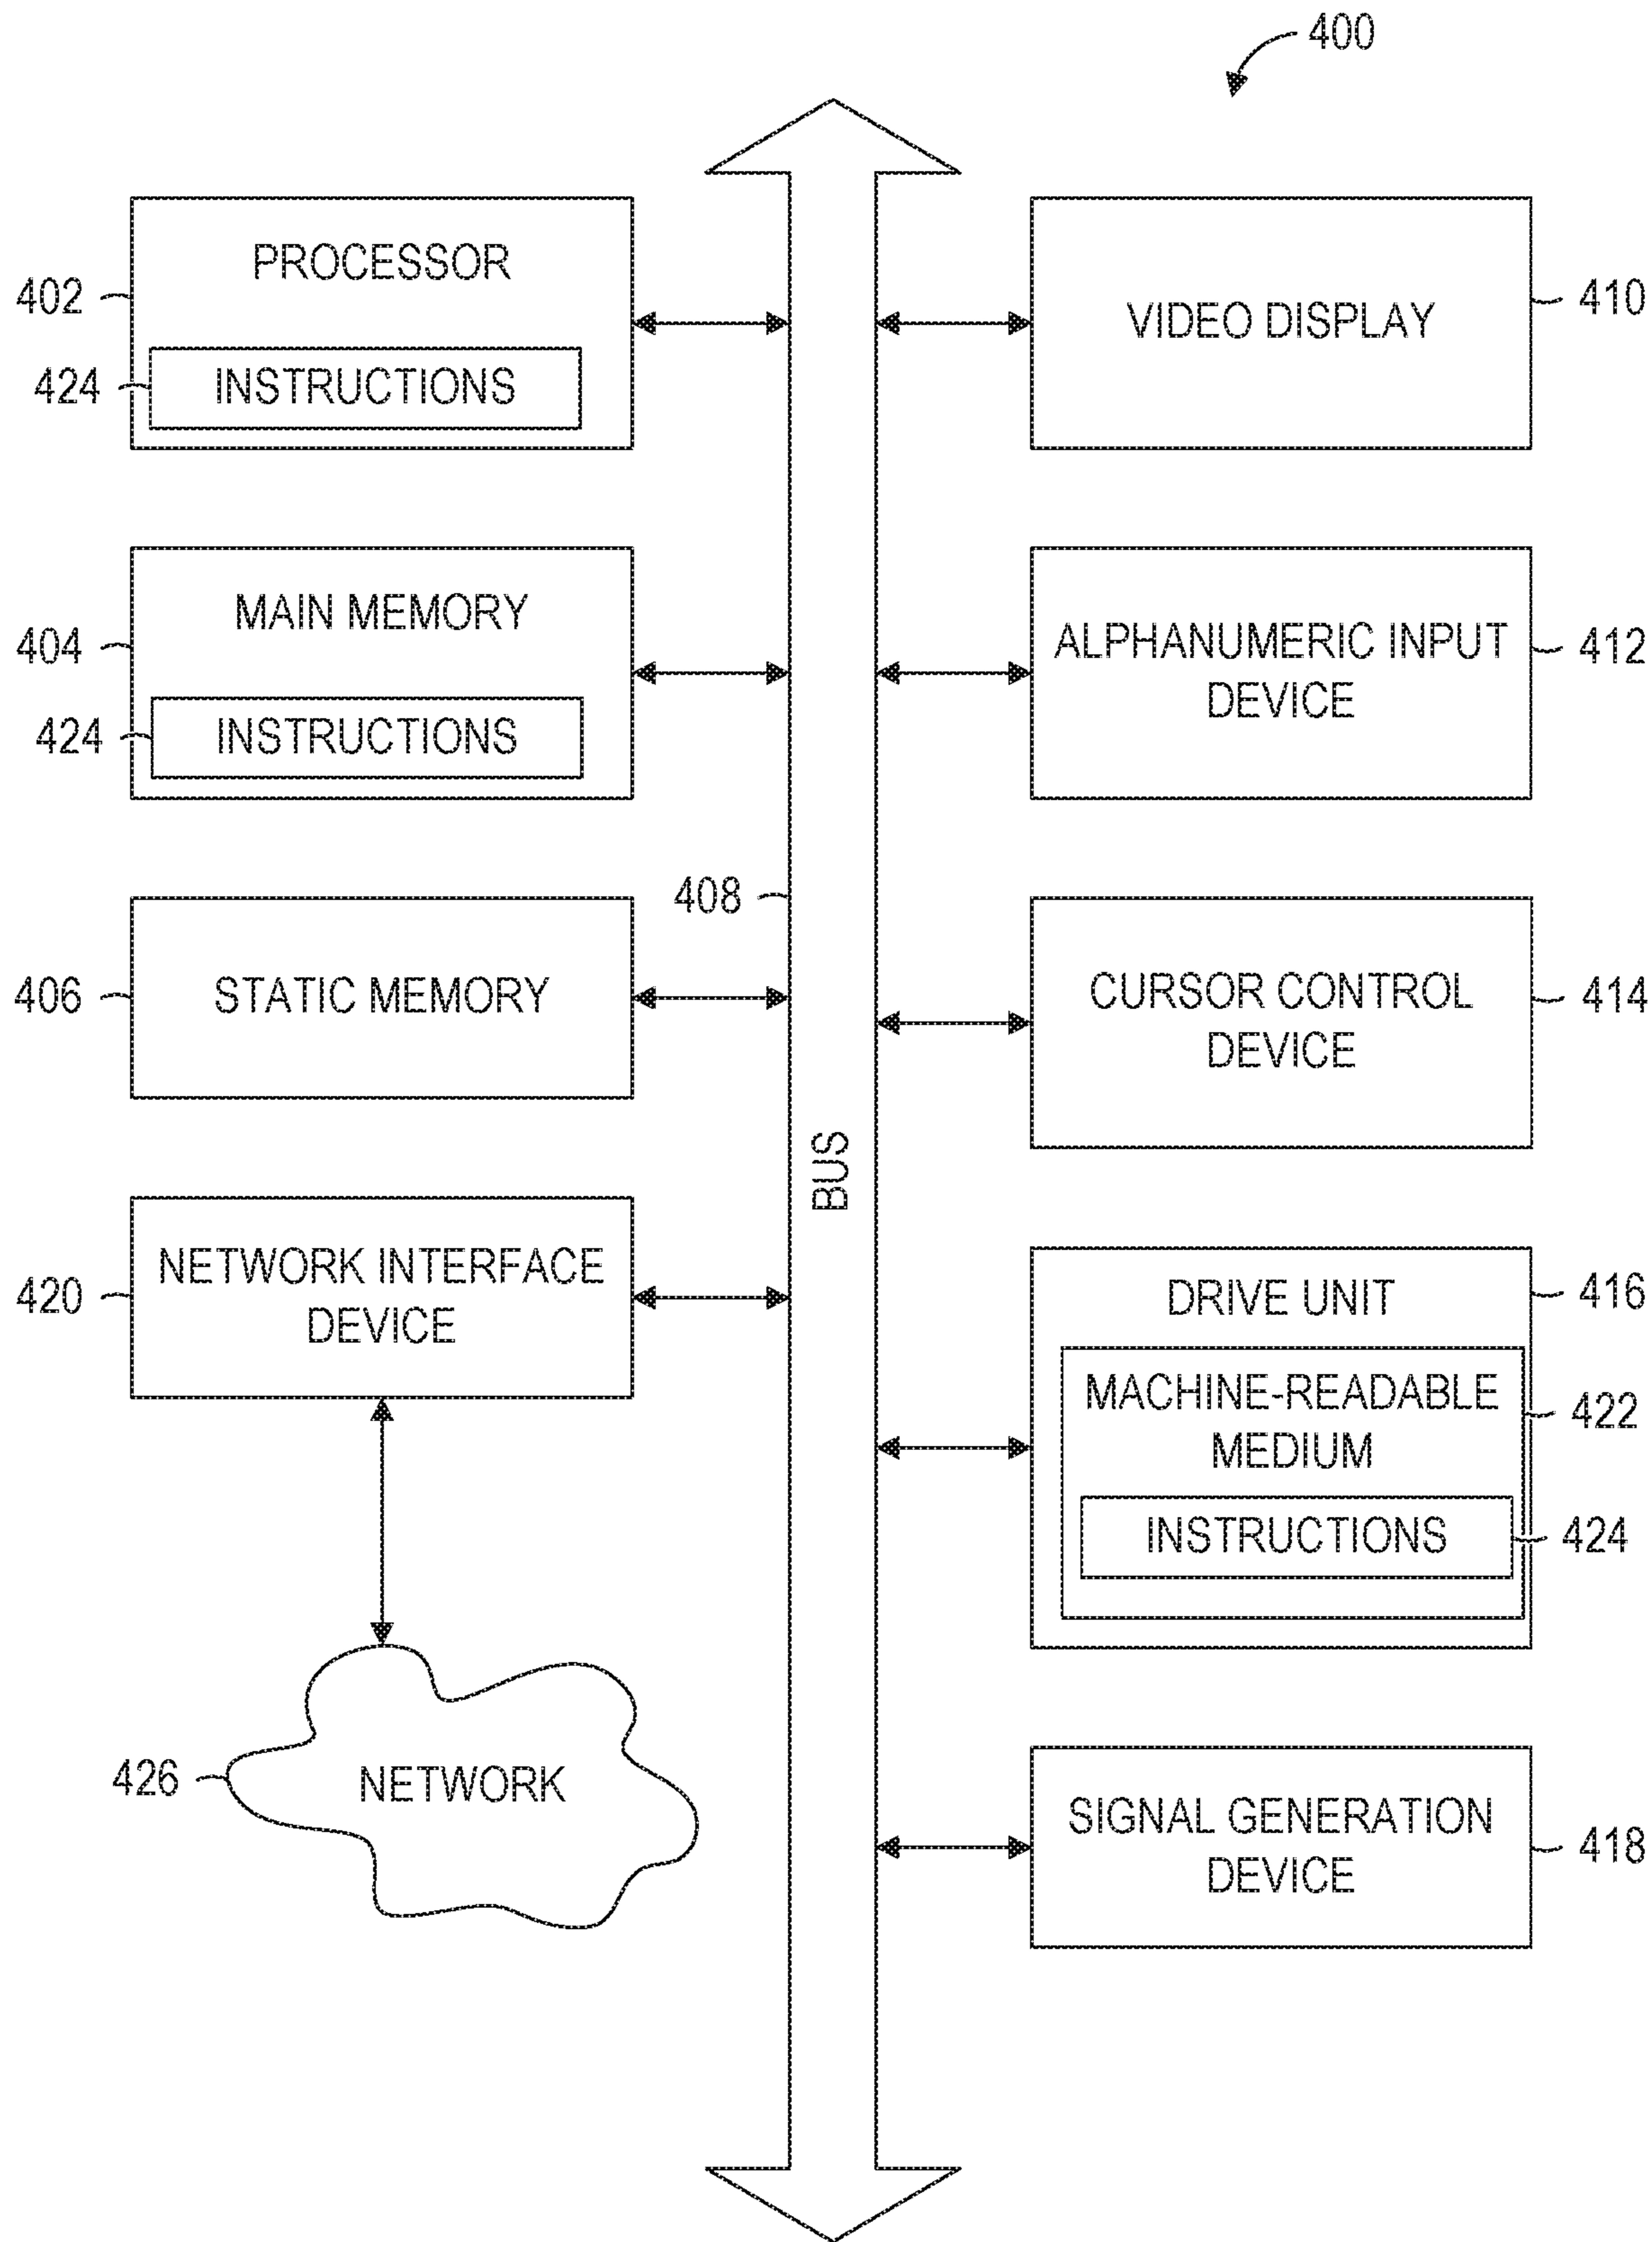 400
PROCESSOR
402
424
INSTRUCTIONS
MAIN MEMORY
404
424
INSTRUCTIONS
408
STATIC MEMORY
406
BUS
NETWORK INTERFACE
DEVICE
420
NETWORK
426
VIDEO DISPLAY
410
ALPHANUMERIC INPUT
DEVICE
412
CURSOR CONTROL
DEVICE
414
DRIVE UNIT
416
MACHINE-READABLE
MEDIUM
422
INSTRUCTIONS
424
SIGNAL GENERATION
DEVICE
418